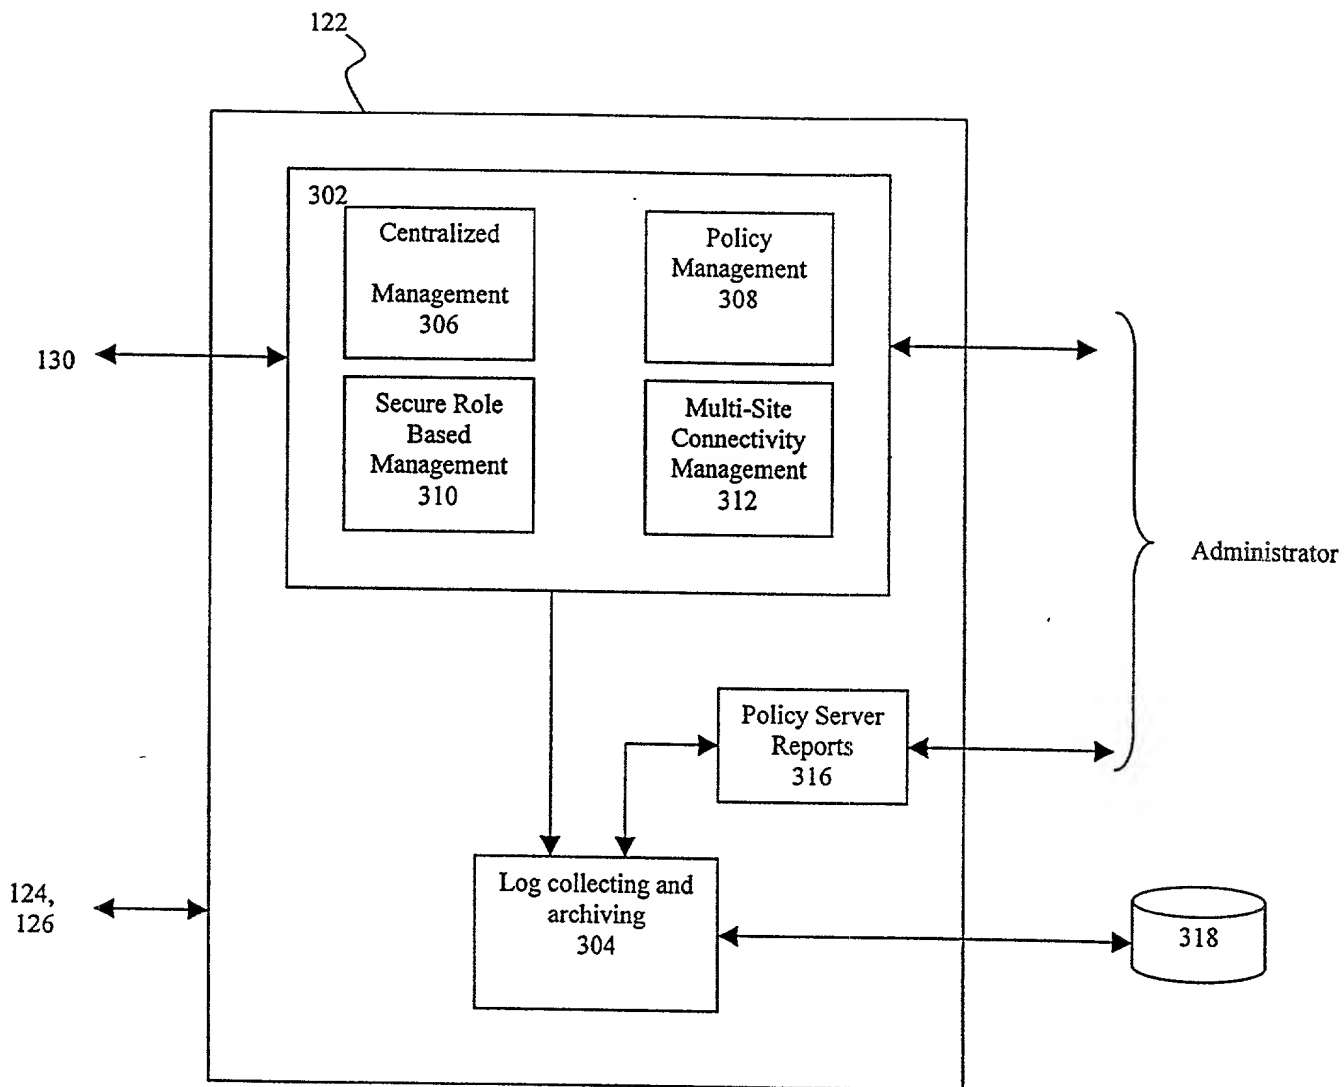 122
302
Centralized
Management
306
Policy
Management
308
130
Secure Role
Based
Management
310
Multi-Site
Connectivity
Management
312
Administrator
Policy Server
Reports
316
124,
126
Log collecting and
archiving
304
318